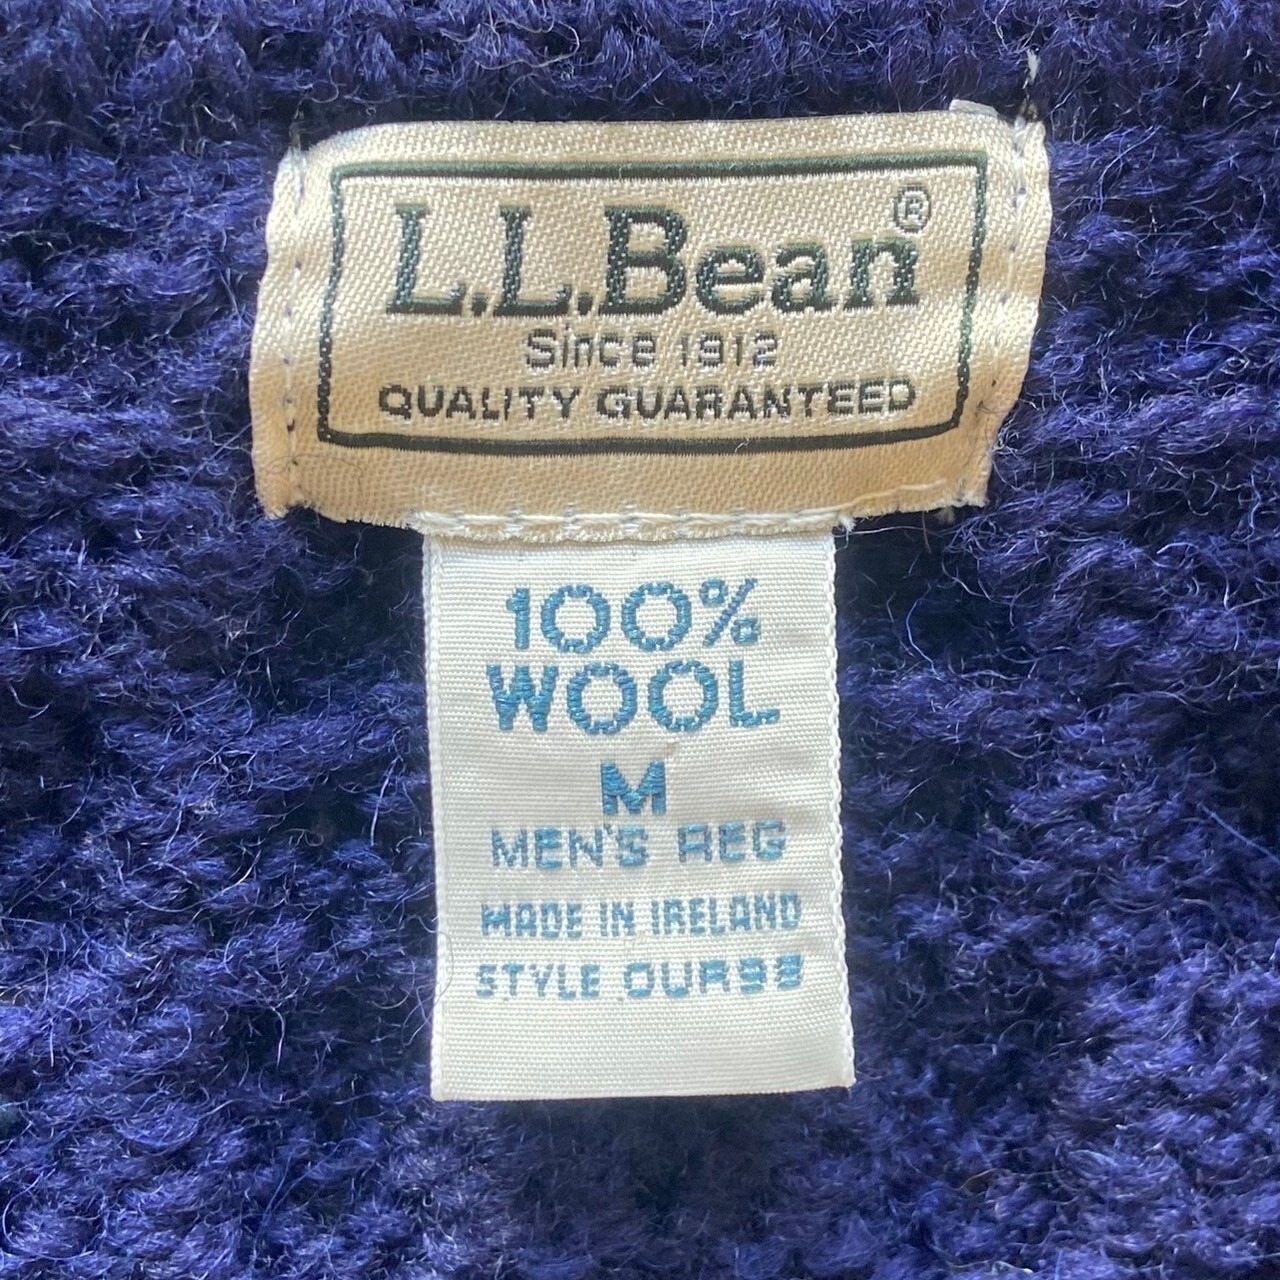 L.L.Bean®
Since 1912
QUALITY GUARANTEED
100%
WOOL
M
MEN'S REG
MADE IN IRELAND
STYLE